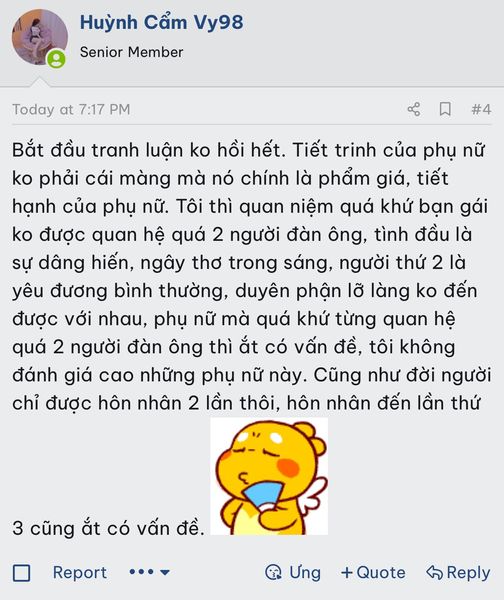 Huỳnh Cẩm Vy98
Senior Member
Today at 7:17 PM
#4
Bắt đầu tranh luận ko hồi hết. Tiết trinh của phụ nữ
ko phải cái màng mà nó chính là phẩm giá, tiết
hạnh của phụ nữ. Tôi thì quan niệm quá khứ bạn gái
ko được quan hệ quá 2 người đàn ông, tình đầu là
sự dâng hiến, ngây thơ trong sáng, người thứ 2 là
yêu đương bình thường, duyên phận lỡ làng ko đến
được với nhau, phụ nữ mà quá khứ từng quan hệ
quá 2 người đàn ông thì ắt có vấn đề, tôi không
đánh giá cao những phụ nữ này. Cũng như đời người
chỉ được hôn nhân 2 lần thôi, hôn nhân đến lần thứ
3 cũng ắt có vấn đề.
Report ••• Ưng +Quote Reply